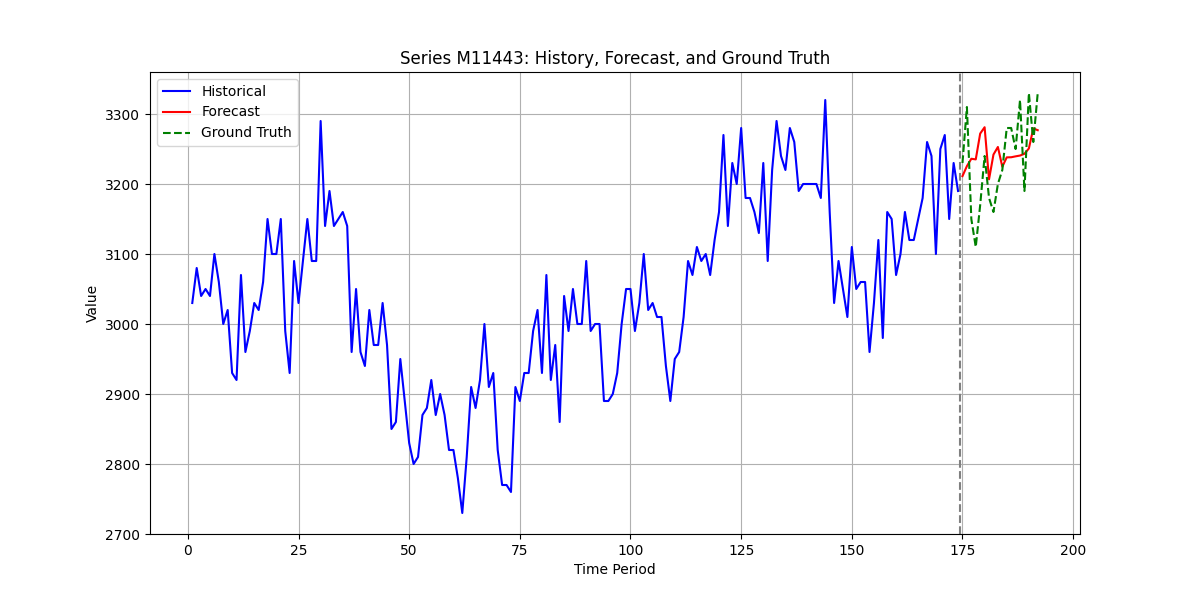 Series M11443: History, Forecast, and Ground Truth
Historical
Forecast
Ground Truth
Value
3300
3200
3100
3000
2900
2800
2700
0 25 50 75 100 125 150 175 200
Time Period